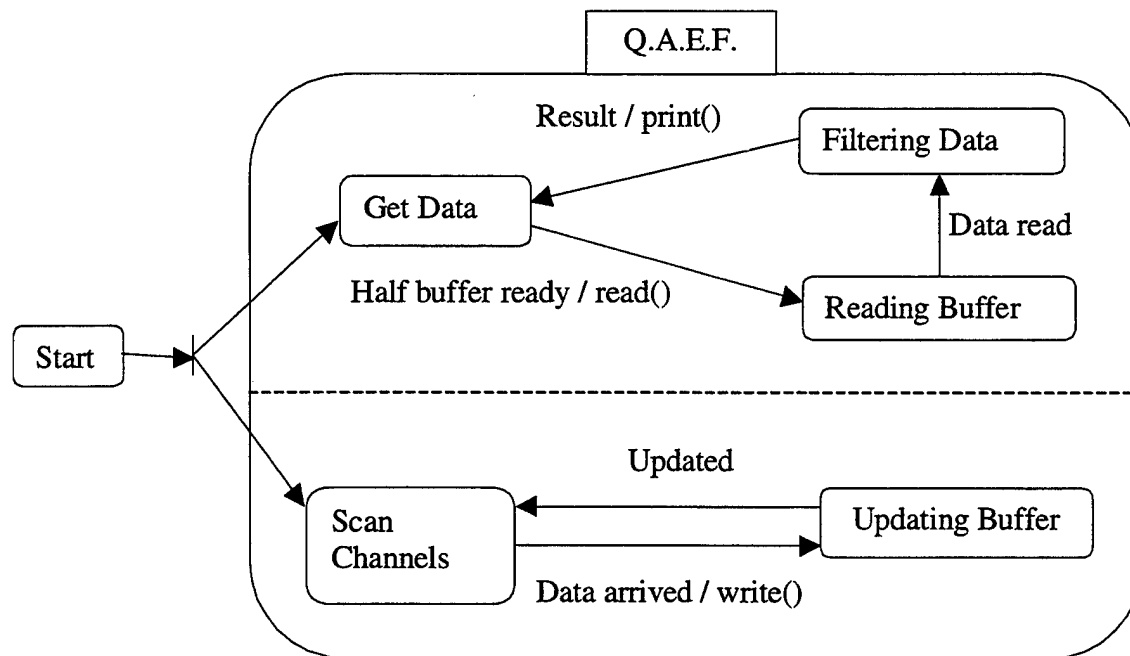 Q.A.E.F.
Result / print()
Filtering Data
Get Data
Data read
Half buffer ready / read()
Reading Buffer
Start
Updated
Scan
Channels
Updating Buffer
Data arrived / write()